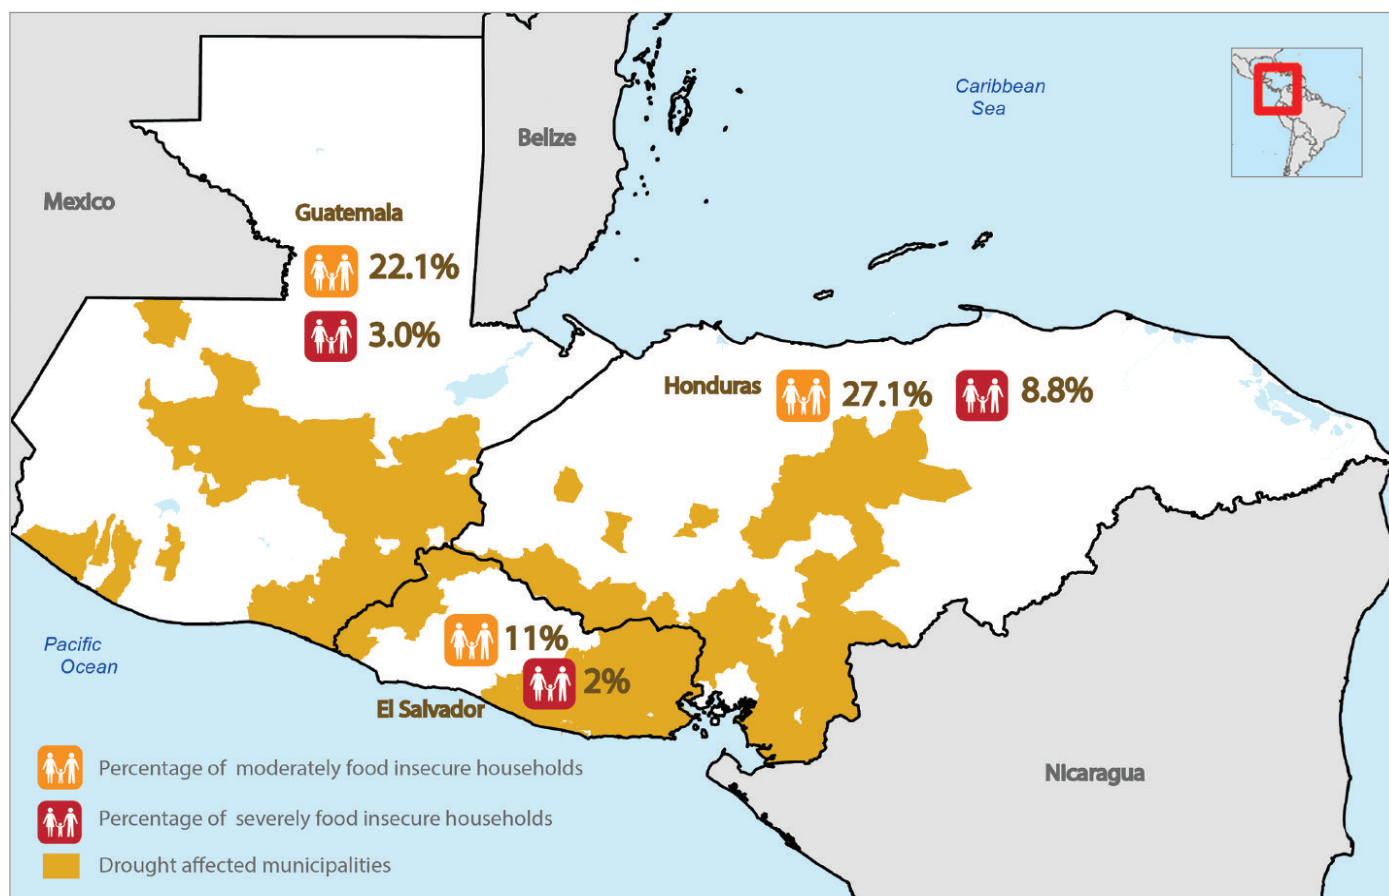 Caribbean
Sea
Belize
Mexico
Guatemala
22.1%
3.0%
Honduras
27.1%
8.8%
11%
2%
Pacific
Ocean
El Salvador
Nicaragua
Percentage of moderately food insecure households
Percentage of severely food insecure households
Drought affected municipalities